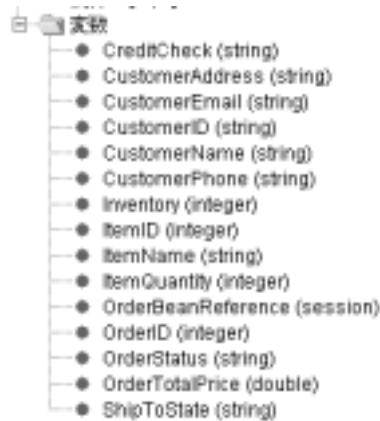 変数
CreditCheck (string)
CustomerAddress (string)
CustomerEmail (string)
CustomerID (string)
CustomerName (string)
CustomerPhone (string)
Inventory (integer)
ItemID (integer)
ItemName (string)
ItemQuantity (integer)
OrderBeanReference (session)
OrderID (integer)
OrderStatus (string)
OrderTotalPrice (double)
ShipToState (string)